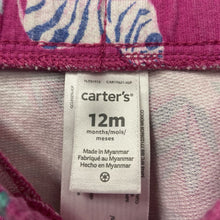 carter's®
12m
months/mois/
meses
Made in Myanmar
Fabriqué au Myanmar
Hecho en Myanmar